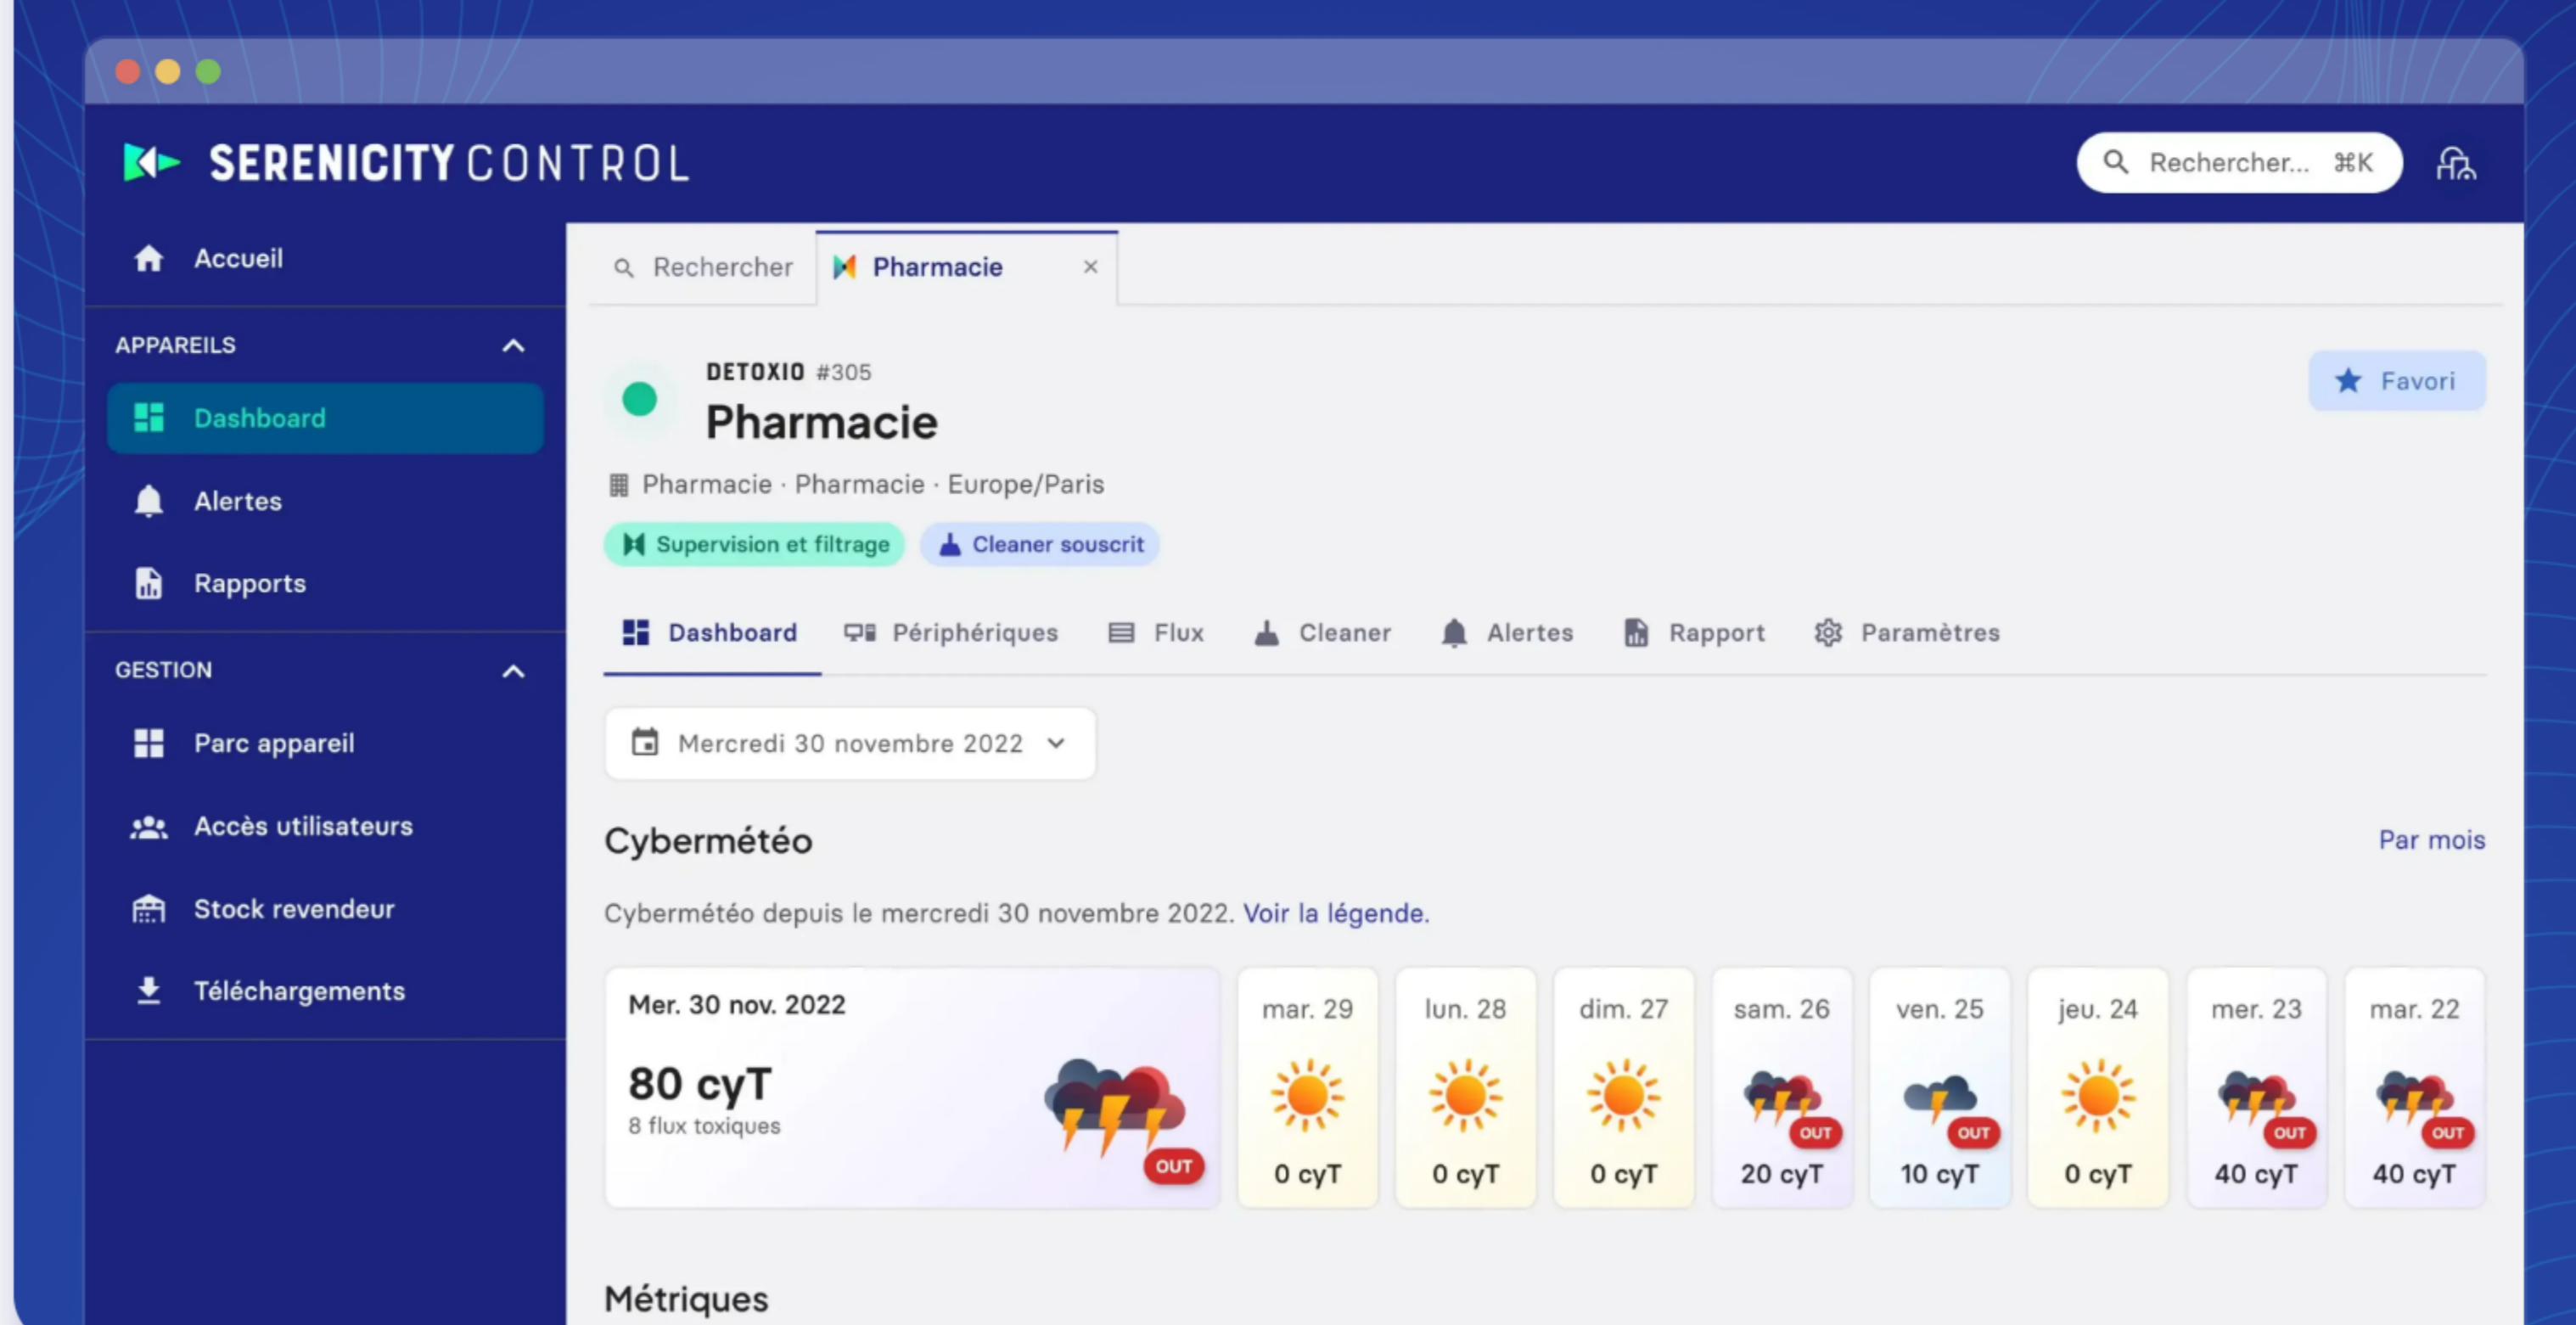 SERENICITY CONTROL
Rechercher... ⌘K
Accueil
APPAREILS
Dashboard
Alertes
Rapports
GESTION
Parc appareil
Accès utilisateurs
Stock revendeur
Téléchargements
Rechercher
Pharmacie ×
DETOXIO #305
Pharmacie
Favori
Pharmacie · Pharmacie · Europe/Paris
Supervision et filtrage
Cleaner souscrit
Dashboard Périphériques Flux Cleaner Alertes Rapport Paramètres
Mercredi 30 novembre 2022
Cybermétéo
Par mois
Cybermétéo depuis le mercredi 30 novembre 2022. Voir la légende.
Mer. 30 nov. 2022
80 cyT
8 flux toxiques
OUT
mar. 29
0 cyT
lun. 28
0 cyT
dim. 27
0 cyT
sam. 26
OUT
20 cyT
ven. 25
OUT
10 cyT
jeu. 24
0 cyT
mer. 23
OUT
40 cyT
mar. 22
OUT
40 cyT
Métriques